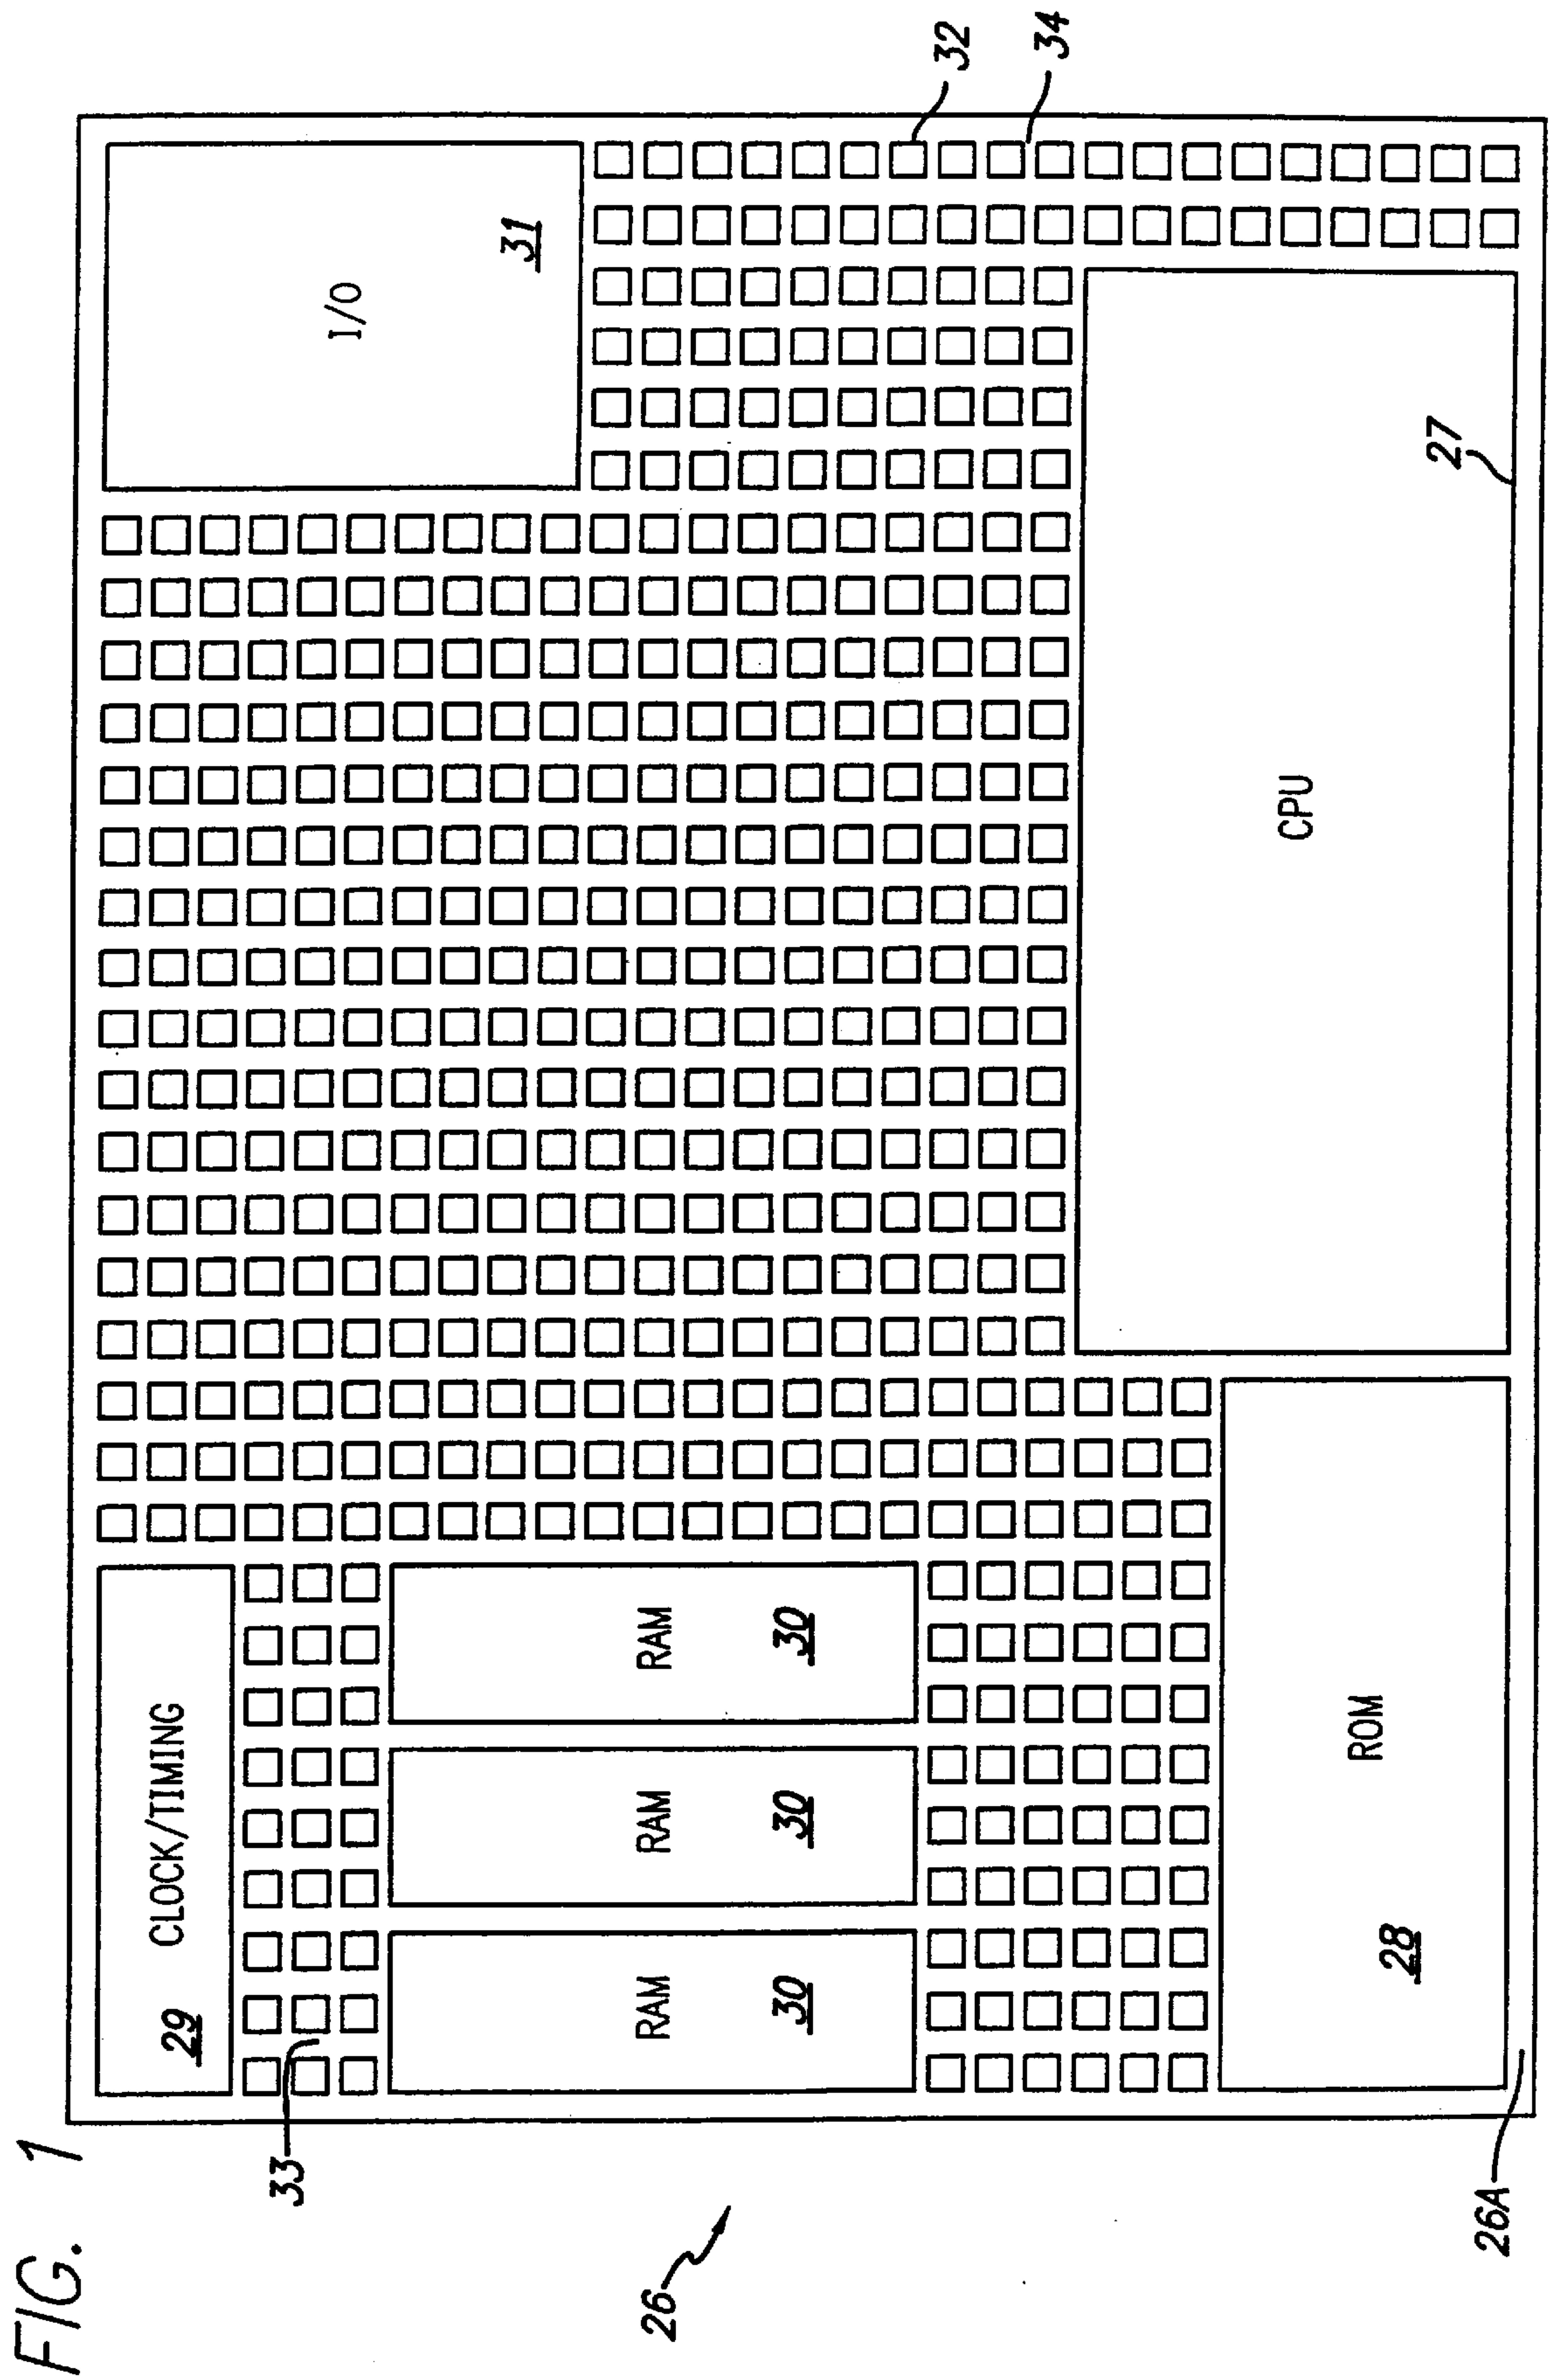 FIG. 1
26
33
29
CLOCK/TIMING
I/O
31
RAM
30
RAM
30
RAM
30
32
34
28
ROM
CPU
27
26A